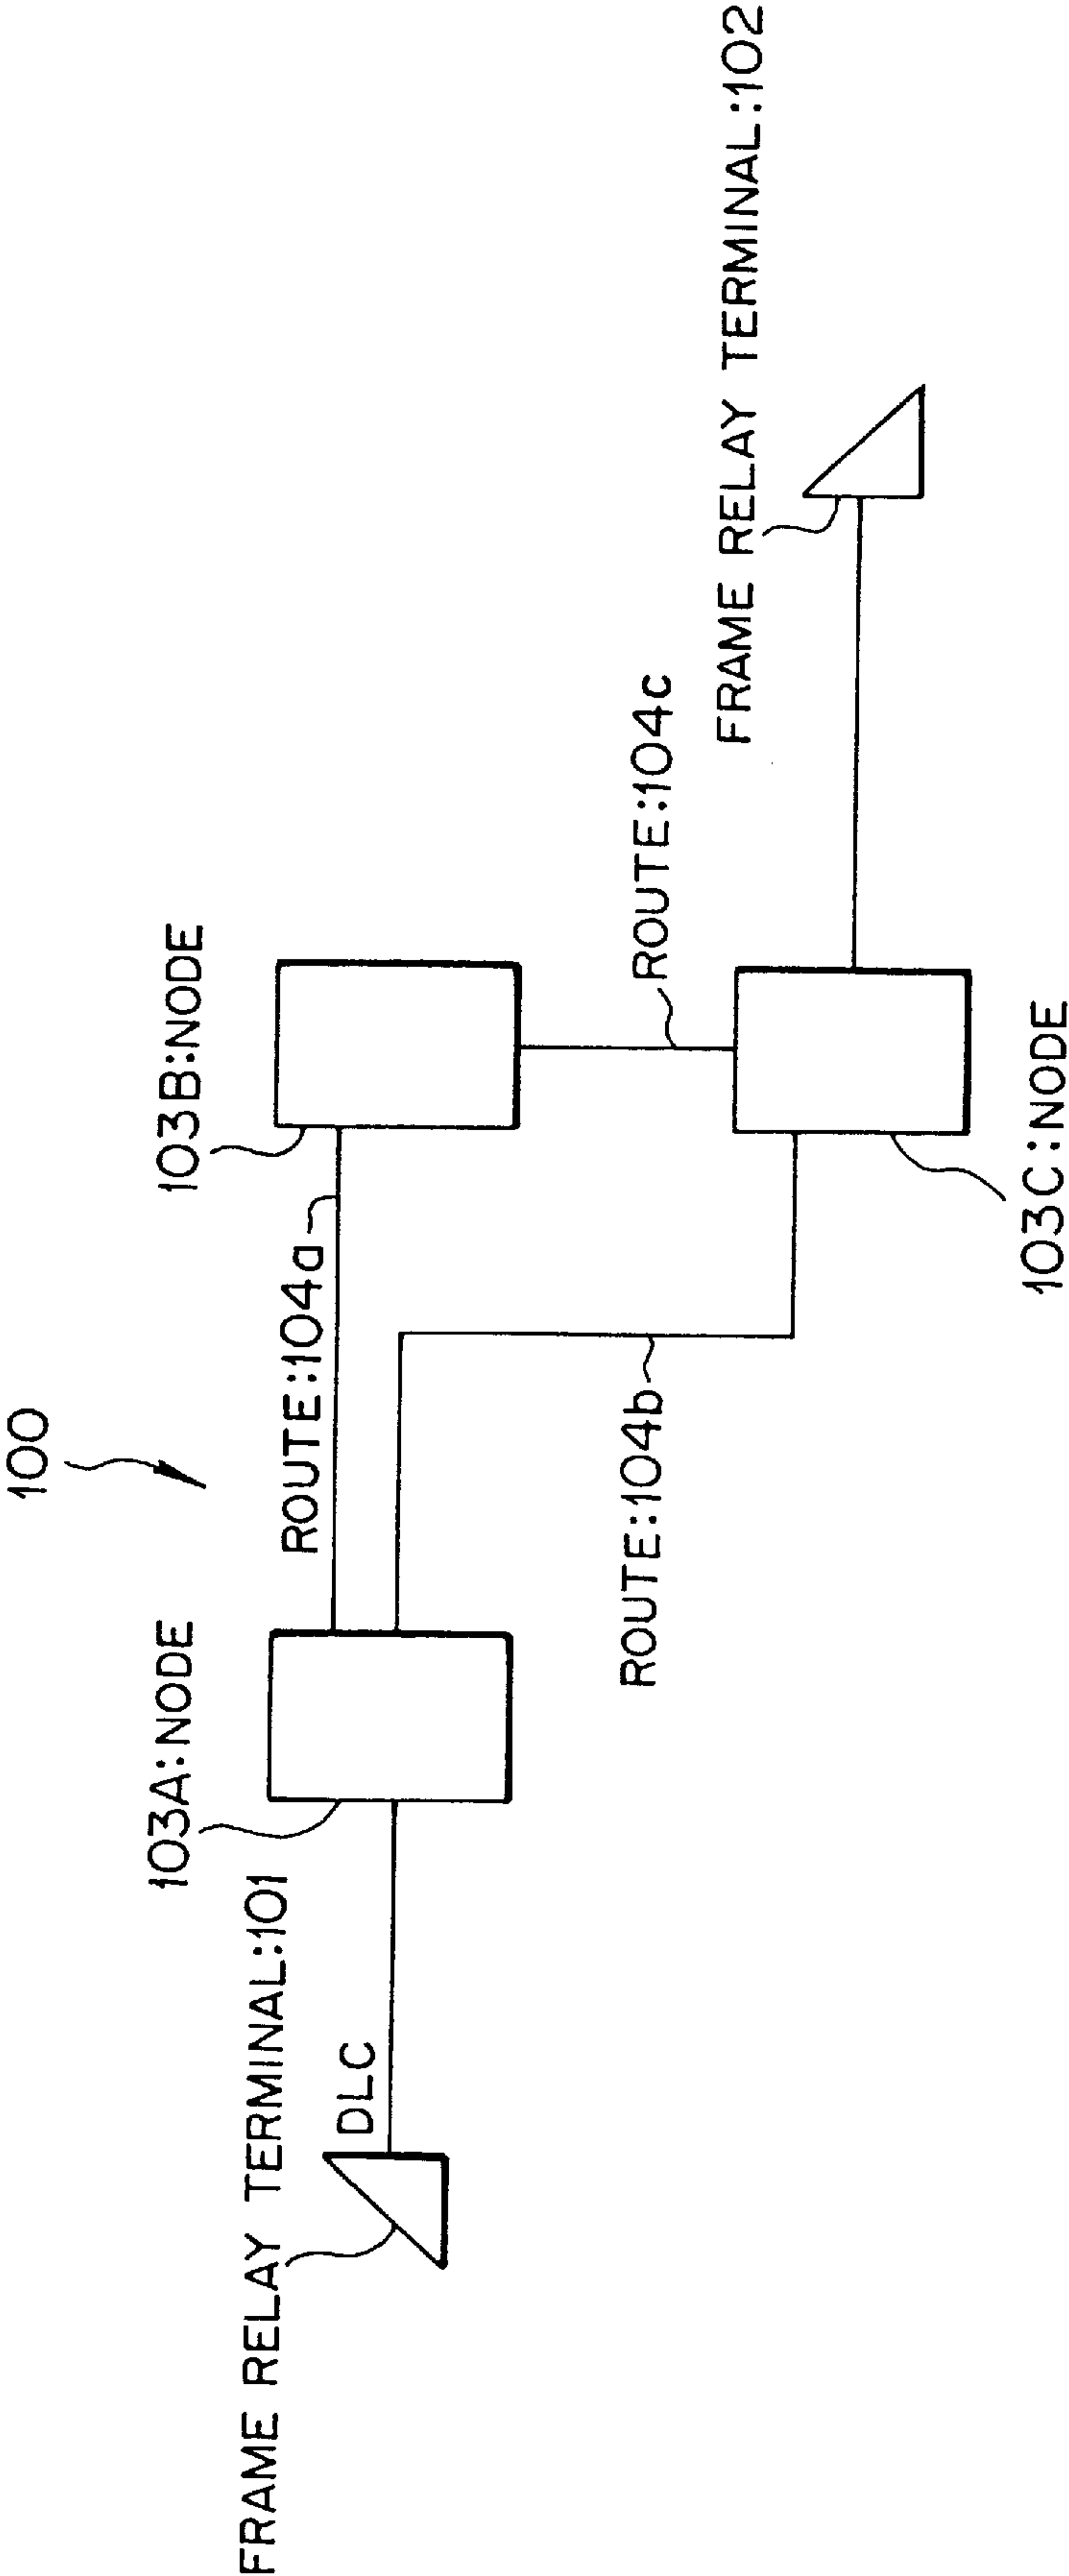 100
103A:NODE
103B:NODE
FRAME RELAY TERMINAL:101
DLC
ROUTE:104a
ROUTE:104b
ROUTE:104c
103C:NODE
FRAME RELAY TERMINAL:102